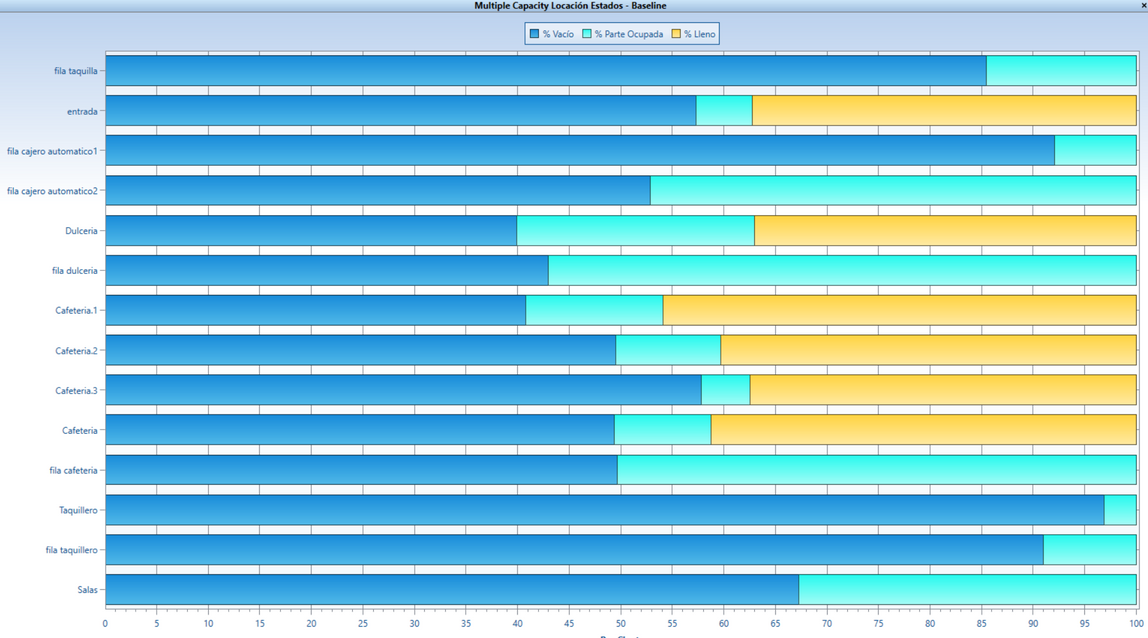 Multiple Capacity Locación Estados - Baseline
×
% Vacío % Parte Ocupada % Lleno
fila taquilla
entrada
fila cajero automatico1
fila cajero automatico2
Dulceria
fila dulceria
Cafeteria.1
Cafeteria.2
Cafeteria.3
Cafeteria
fila cafeteria
Taquillero
fila taquillero
Salas
0 5 10 15 20 25 30 35 40 45 50 55 60 65 70 75 80 85 90 95 100